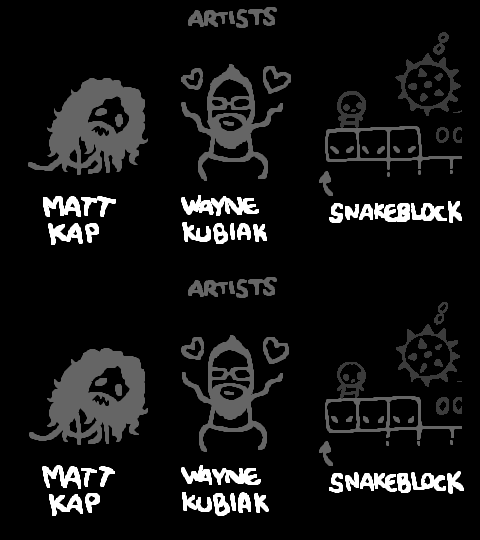 ARTISTS
MATT
KAP
WAYNE
KUBIAK
SNAKEBLOCK
ARTISTS
MATT
KAP
WAYNE
KUBIAK
SNAKEBLOCK